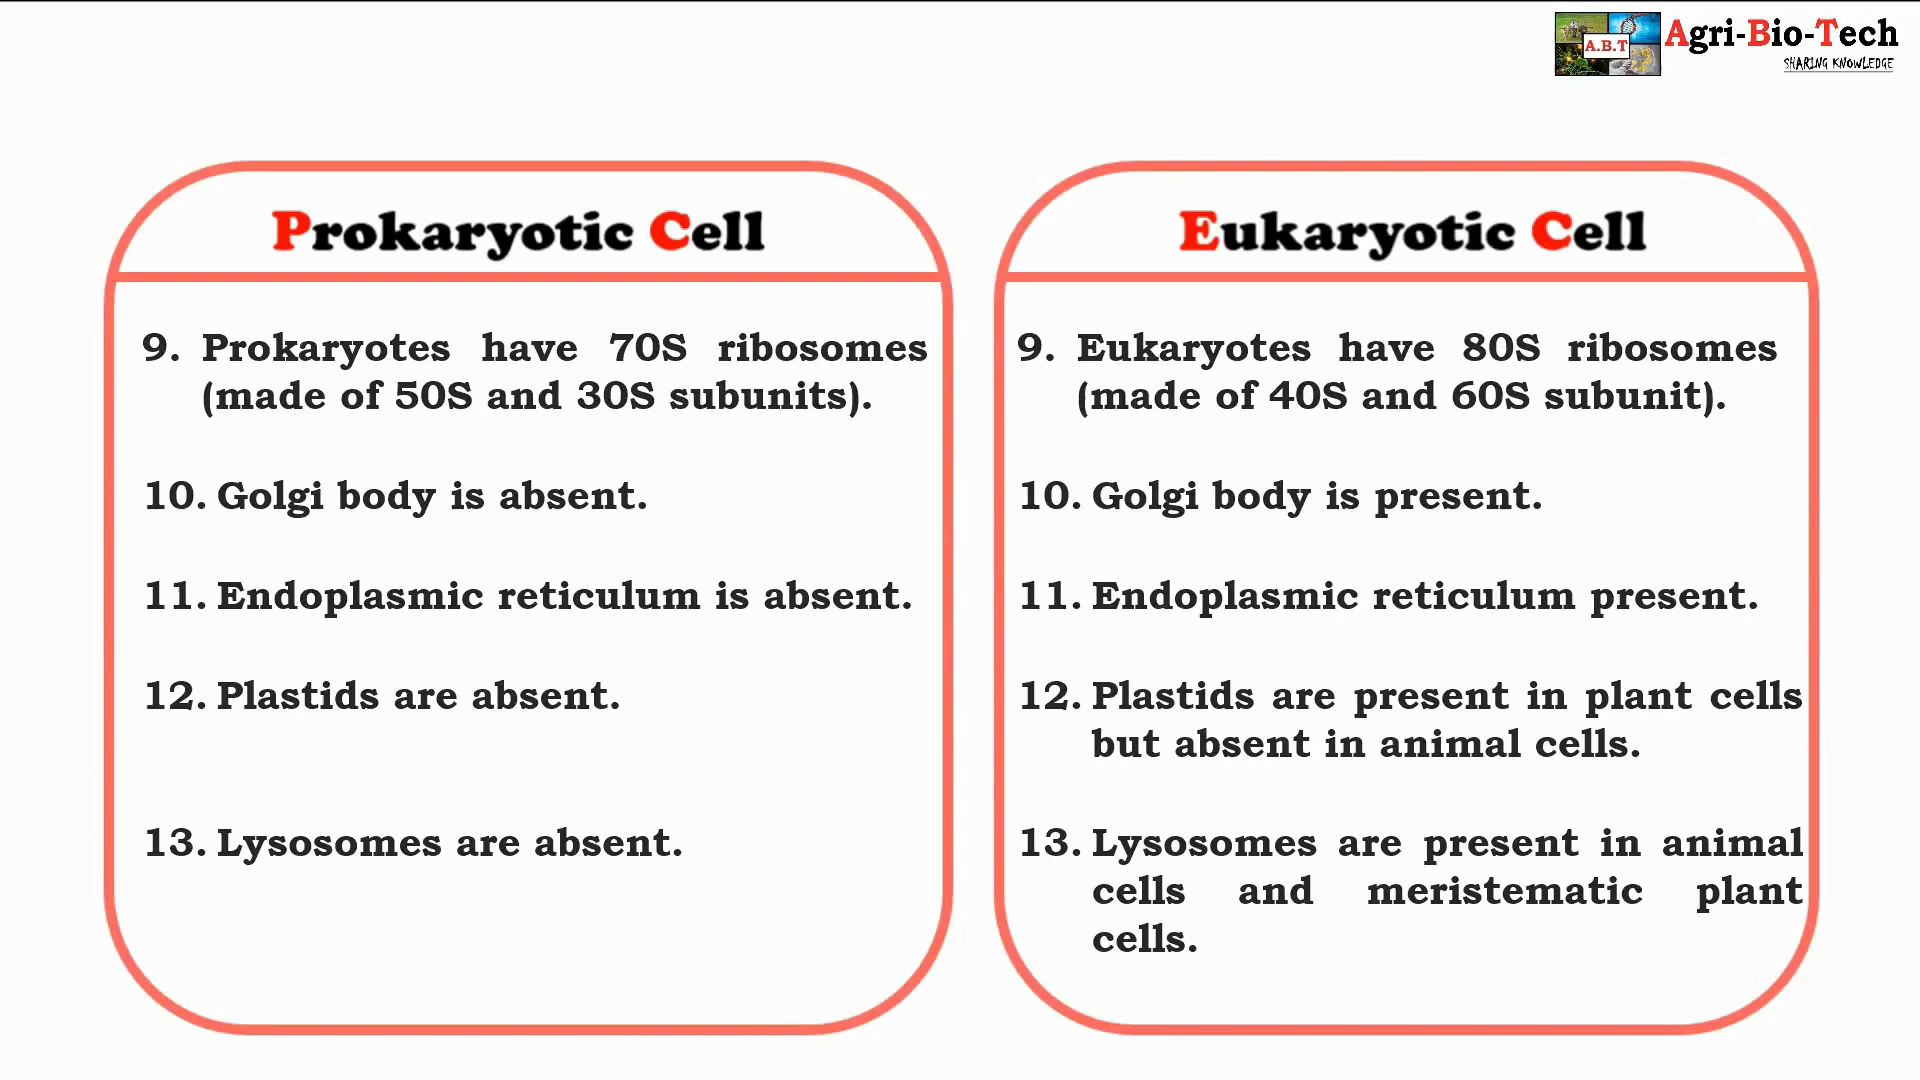 A.B.T
Agri-Bio-Tech
SHARING KNOWLEDGE
Prokaryotic Cell
9. Prokaryotes have 70S ribosomes
(made of 50S and 30S subunits).
10. Golgi body is absent.
11. Endoplasmic reticulum is absent.
12. Plastids are absent.
13. Lysosomes are absent.
Eukaryotic Cell
9. Eukaryotes have 80S ribosomes
(made of 40S and 60S subunit).
10. Golgi body is present.
11. Endoplasmic reticulum present.
12. Plastids are present in plant cells
but absent in animal cells.
13. Lysosomes are present in animal
cells and meristematic plant
cells.